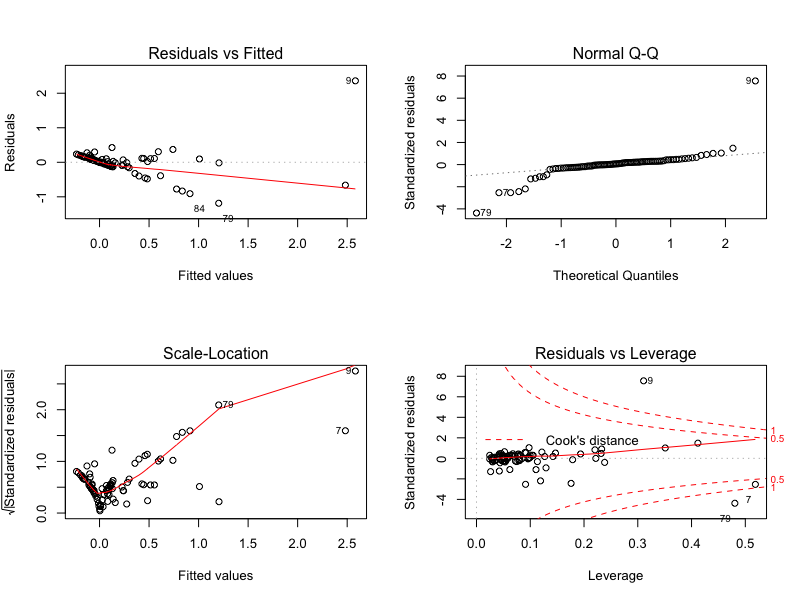 Residuals vs Fitted
Residuals
2
1
0
-1
9
84
79
0.0 0.5 1.0 1.5 2.0 2.5
Fitted values
Normal Q-Q
Standardized residuals
8
6
4
2
0
-4
9
7
79
-2 -1 0 1 2
Theoretical Quantiles
Scale-Location
√|Standardized residuals|
2.0
1.0
0.0
9
79
7
0.0 0.5 1.0 1.5 2.0 2.5
Fitted values
Residuals vs Leverage
Standardized residuals
8
6
4
2
0
-4
9
Cook's distance
1
0.5
0.5
1
7
79
0.0 0.1 0.2 0.3 0.4 0.5
Leverage